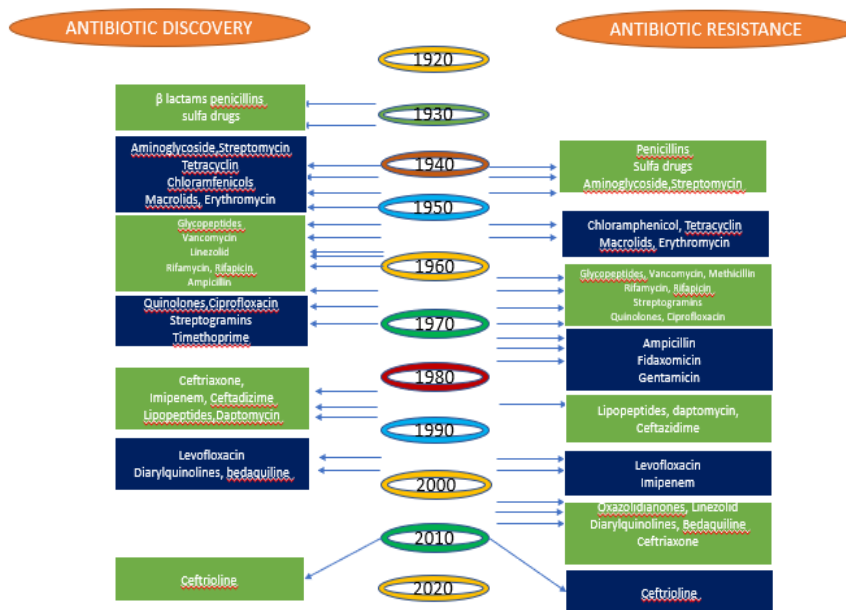 ANTIBIOTIC DISCOVERY
ANTIBIOTIC RESISTANCE
1920
1930
1940
1950
1960
1970
1980
1990
2000
2010
2020
β lactams penicillins
sulfa drugs
Aminoglycoside,Streptomycin
Tetracyclin
Chloramfenicols
Macrolids, Erythromycin
Glycopeptides
Vancomycin
Linezolid
Rifamycin, Rifapicin
Ampicillin
Quinolones,Ciprofloxacin
Streptogramins
Timethoprime
Ceftriaxone,
Imipenem, Ceftadizime
Lipopeptides,Daptomycin
Levofloxacin
Diarylquinolines, bedaquiline
Ceftrioline
Penicillins
Sulfa drugs
Aminoglycoside,Streptomycin
Chloramphenicol, Tetracyclin
Macrolids, Erythromycin
Glycopeptides, Vancomycin, Methicillin
Rifamycin, Rifapicin
Streptogramins
Quinolones, Ciprofloxacin
Ampicillin
Fidaxomicin
Gentamicin
Lipopeptides, daptomycin,
Ceftazidime
Levofloxacin
Imipenem
Oxazolidianones, Linezolid
Diarylquinolines, Bedaquiline
Ceftriaxone
Ceftrioline